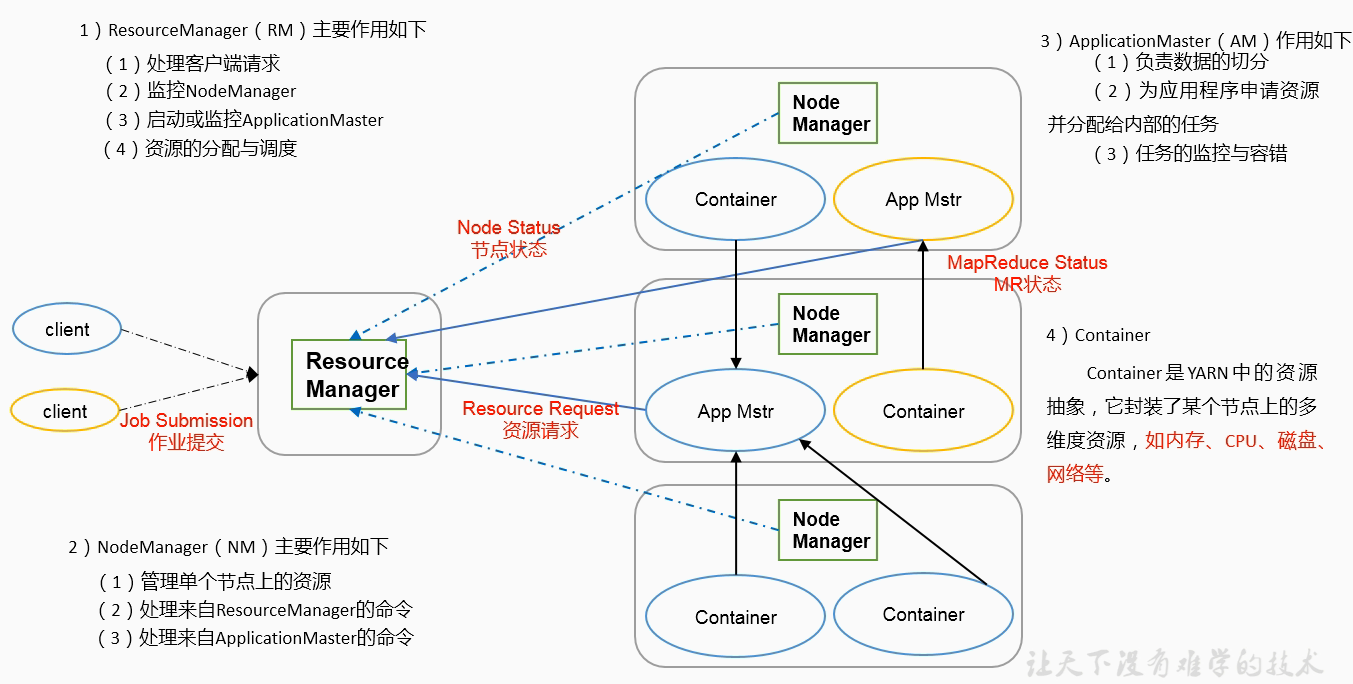 1）ResourceManager（RM）主要作用如下
（1）处理客户端请求
（2）监控NodeManager
（3）启动或监控ApplicationMaster
（4）资源的分配与调度
3）ApplicationMaster（AM）作用如下
（1）负责数据的切分
（2）为应用程序申请资源
并分配给内部的任务
（3）任务的监控与容错
Node
Manager
Container
App Mstr
Node Status
节点状态
MapReduce Status
MR状态
client
client
Job Submission
作业提交
Resource
Manager
Node
Manager
Resource Request
资源请求
App Mstr
Container
4）Container
Container是YARN中的资源
抽象，它封装了某个节点上的多
维度资源，如内存、CPU、磁盘、
网络等。
Node
Manager
Container
Container
2）NodeManager（NM）主要作用如下
（1）管理单个节点上的资源
（2）处理来自ResourceManager的命令
（3）处理来自ApplicationMaster的命令
让天下没有难学的技术